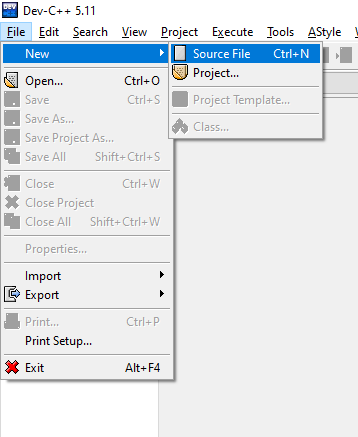 Dev-C++ 5.11
File Edit Search View Project Execute Tools AStyle
New
Source File Ctrl+N
Project...
Project Template...
Class...
Open... Ctrl+O
Save Ctrl+S
Save As...
Save Project As...
Save All Shift+Ctrl+S
Close Ctrl+W
Close Project
Close All Shift+Ctrl+W
Properties...
Import
Export
Print... Ctrl+P
Print Setup...
Exit Alt+F4